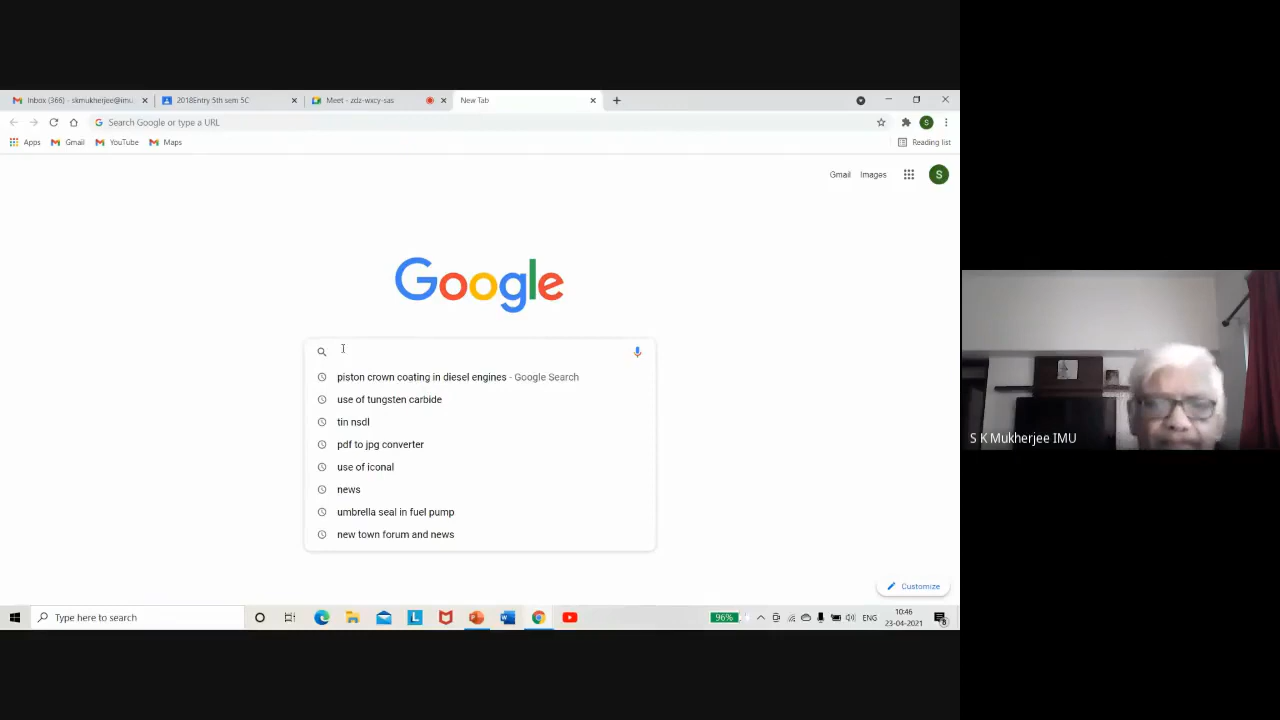 Inbox (366) - skmukherjee@imu
2018Entry 5th sem 5C
Meet - zdz-wxcy-sas
New Tab
Search Google or type a URL
Apps
Gmail
YouTube
Maps
Reading list
Gmail
Images
S
Google
piston crown coating in diesel engines - Google Search
use of tungsten carbide
tin nsdl
pdf to jpg converter
use of iconal
news
umbrella seal in fuel pump
new town forum and news
Customize
S K Mukherjee IMU
Type here to search
96%
ENG
10:46
23-04-2021